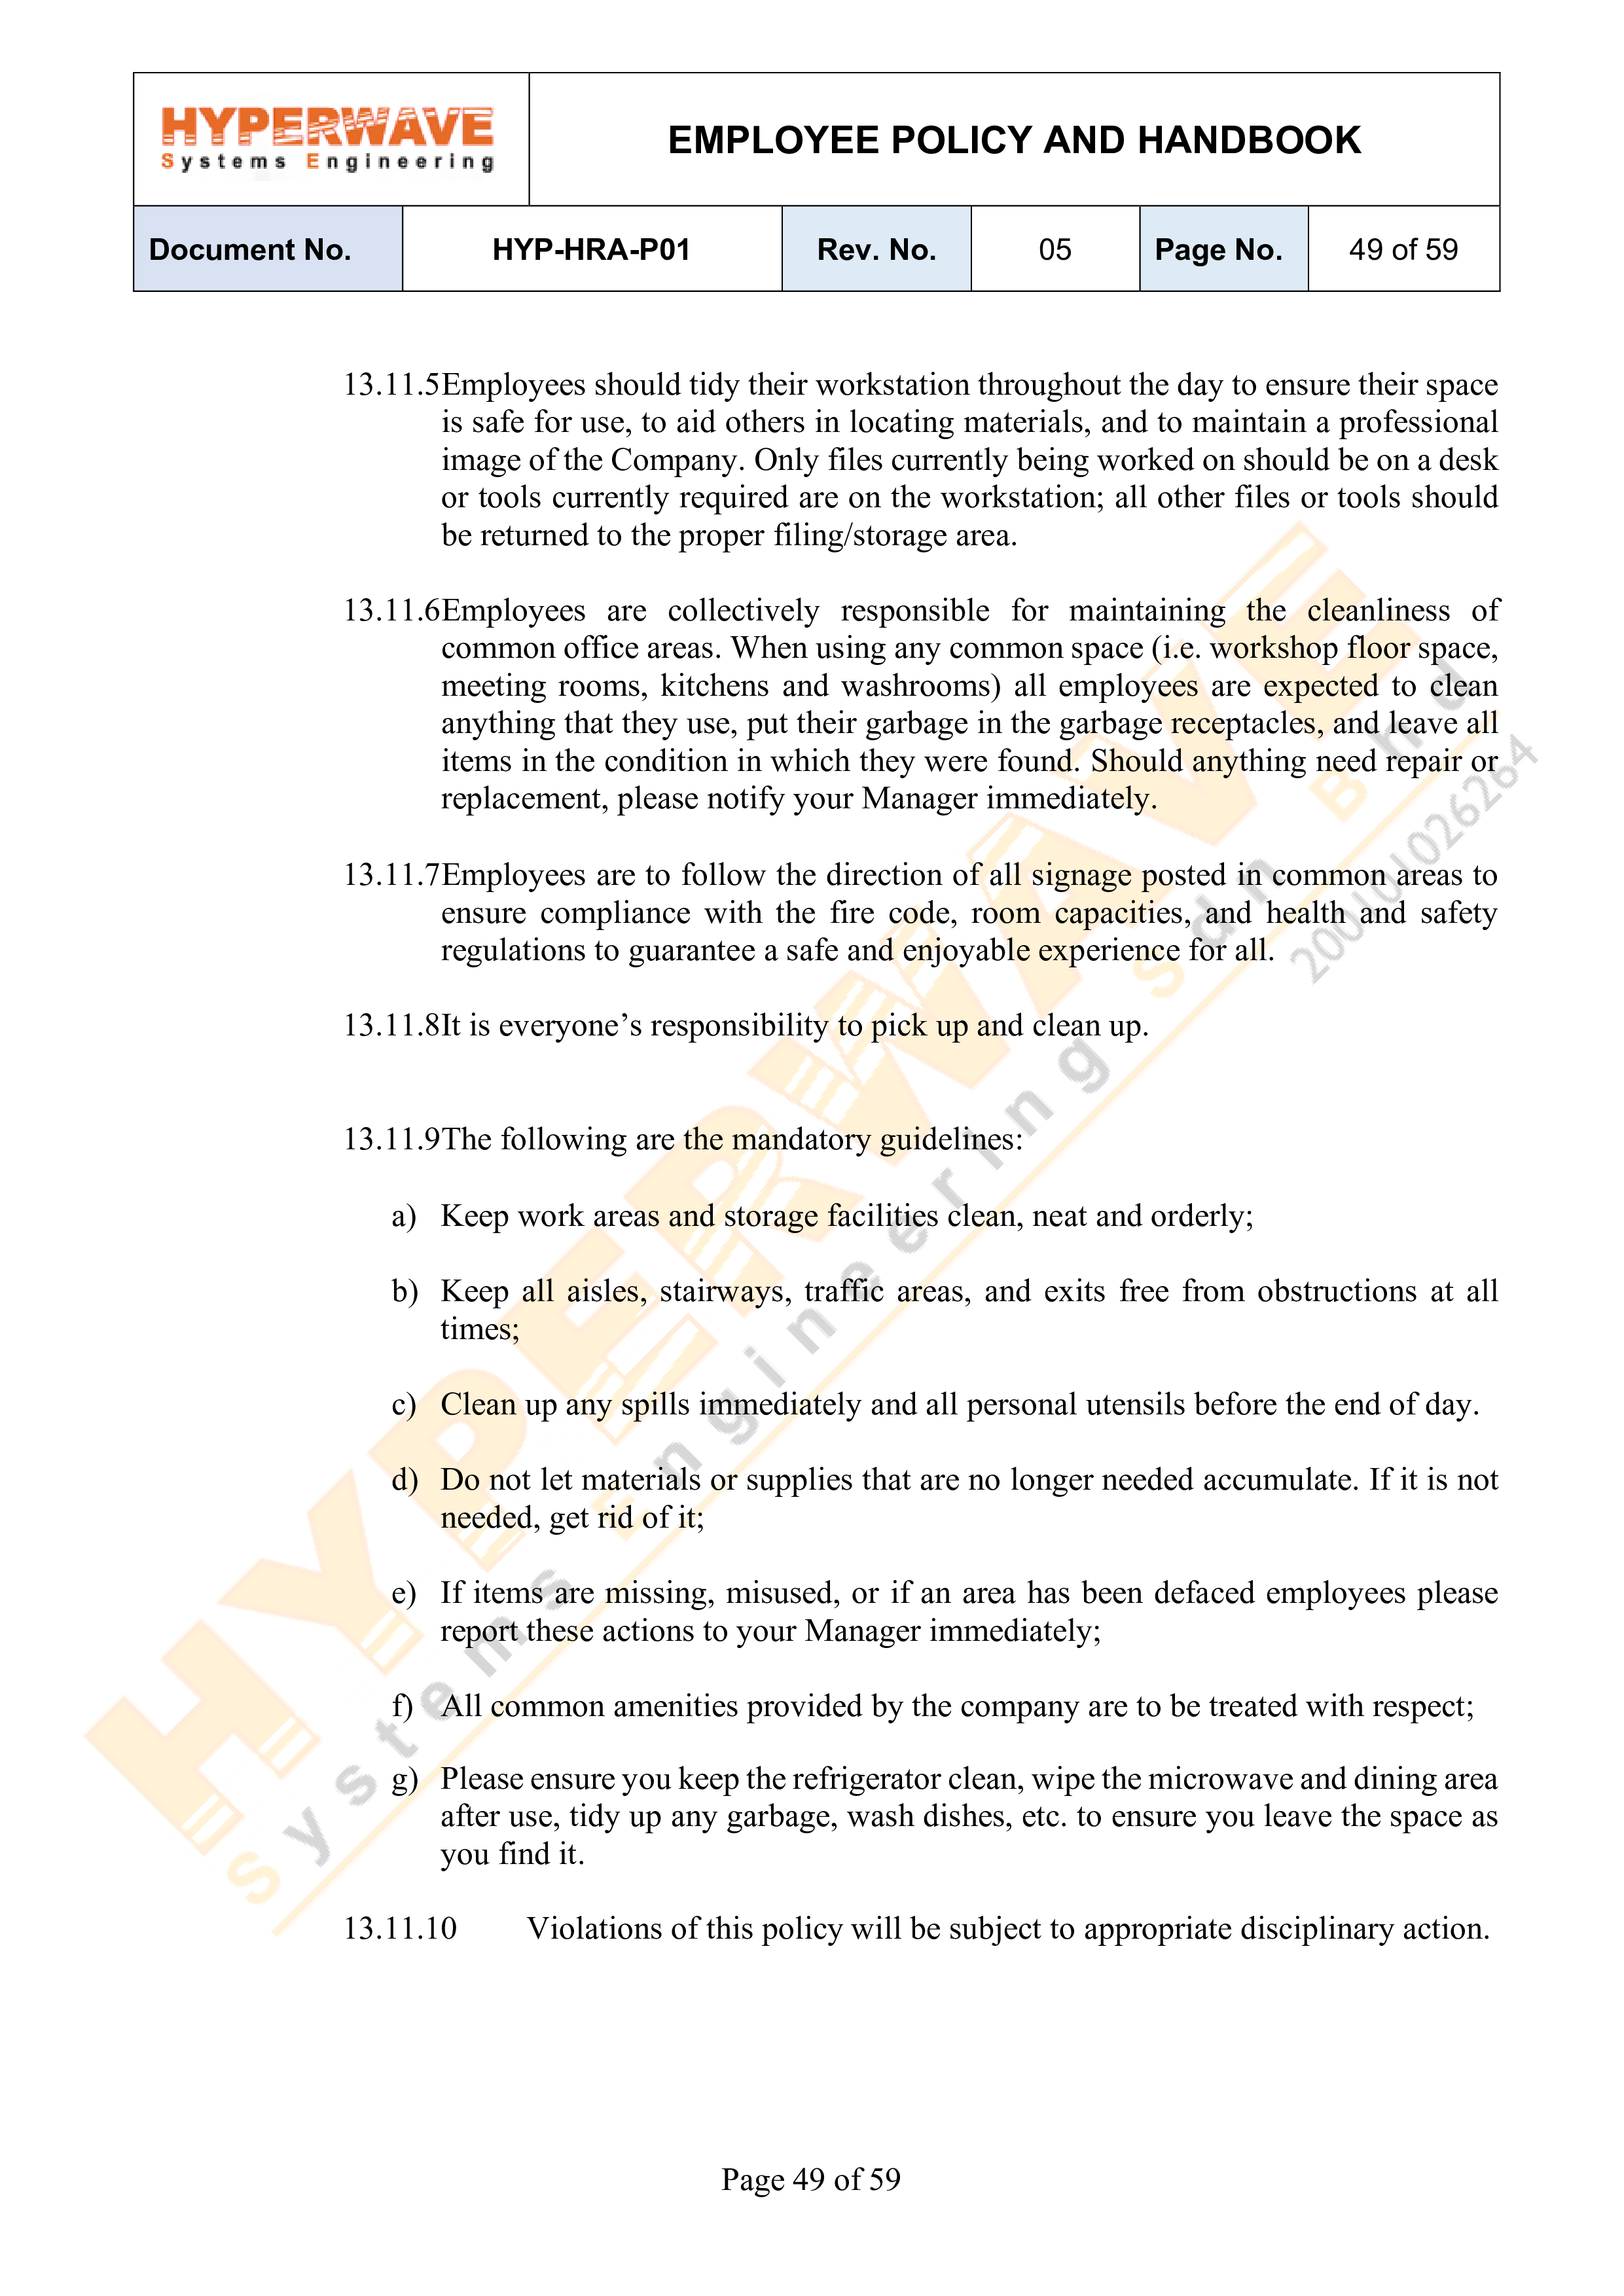 HYPERWAVE
Systems Engineering
EMPLOYEE POLICY AND HANDBOOK
Document No. HYP-HRA-P01 Rev. No. 05 Page No. 49 of 59
13.11.5Employees should tidy their workstation throughout the day to ensure their space
is safe for use, to aid others in locating materials, and to maintain a professional
image of the Company. Only files currently being worked on should be on a desk
or tools currently required are on the workstation; all other files or tools should
be returned to the proper filing/storage area.
13.11.6Employees are collectively responsible for maintaining the cleanliness of
common office areas. When using any common space (i.e. workshop floor space,
meeting rooms, kitchens and washrooms) all employees are expected to clean
anything that they use, put their garbage in the garbage receptacles, and leave all
items in the condition in which they were found. Should anything need repair or
replacement, please notify your Manager immediately.
13.11.7Employees are to follow the direction of all signage posted in common areas to
ensure compliance with the fire code, room capacities, and health and safety
regulations to guarantee a safe and enjoyable experience for all.
13.11.8It is everyone’s responsibility to pick up and clean up.
13.11.9The following are the mandatory guidelines:
a) Keep work areas and storage facilities clean, neat and orderly;
b) Keep all aisles, stairways, traffic areas, and exits free from obstructions at all
times;
c) Clean up any spills immediately and all personal utensils before the end of day.
d) Do not let materials or supplies that are no longer needed accumulate. If it is not
needed, get rid of it;
e) If items are missing, misused, or if an area has been defaced employees please
report these actions to your Manager immediately;
f) All common amenities provided by the company are to be treated with respect;
g) Please ensure you keep the refrigerator clean, wipe the microwave and dining area
after use, tidy up any garbage, wash dishes, etc. to ensure you leave the space as
you find it.
13.11.10 Violations of this policy will be subject to appropriate disciplinary action.
HYPERWAVE
Systems Engineering Sdn Bhd
200101026264
Page 49 of 59